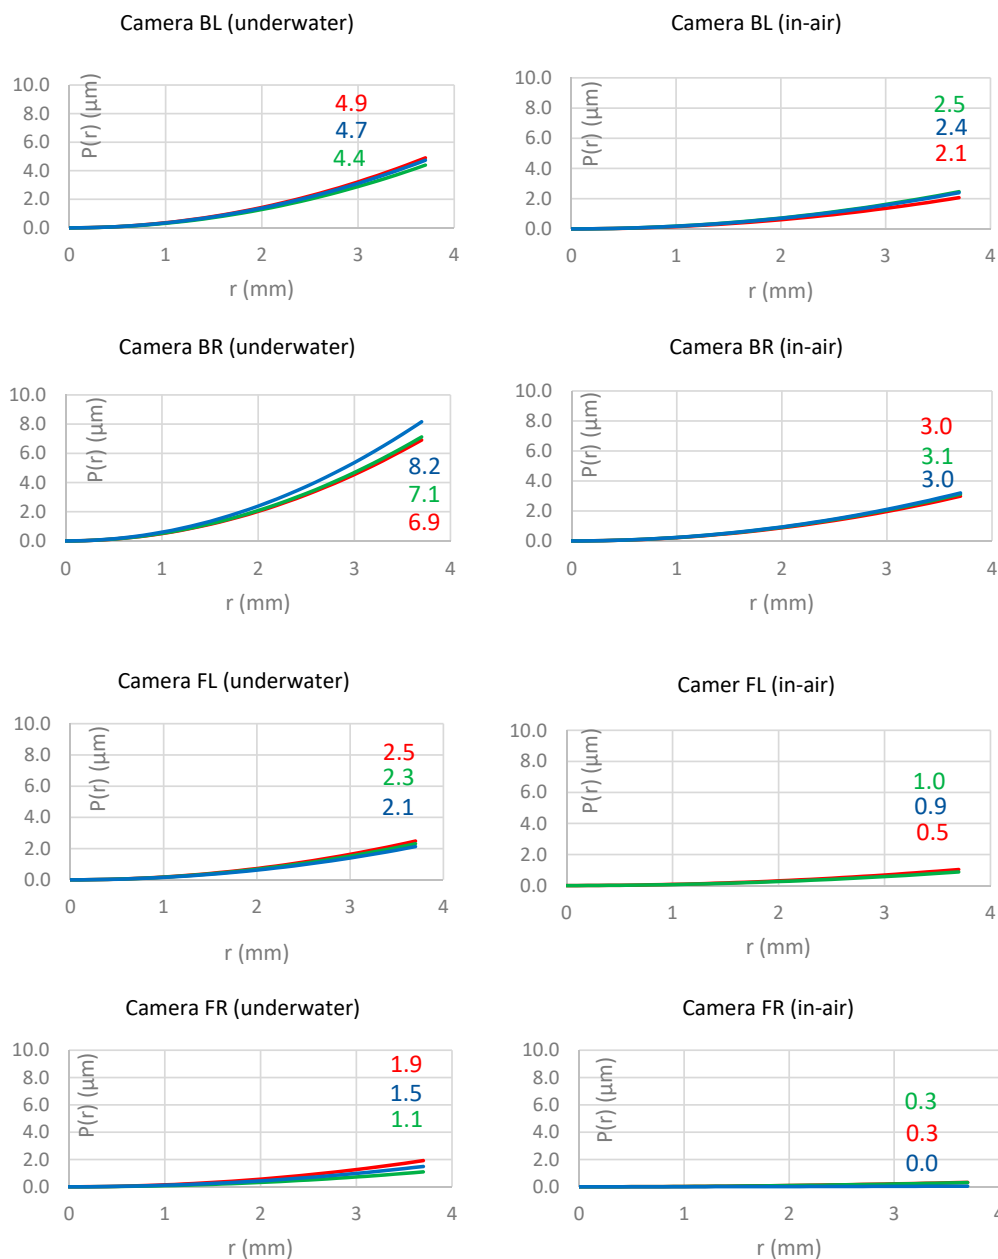 Camera BL (underwater)
10.0
8.0
6.0
4.0
2.0
0.0
P(r) (µm)
4.9
4.7
4.4
0 1 2 3 4
r (mm)
Camera BL (in-air)
10.0
8.0
6.0
4.0
2.0
0.0
P(r) (µm)
2.5
2.4
2.1
0 1 2 3 4
r (mm)
Camera BR (underwater)
10.0
8.0
6.0
4.0
2.0
0.0
P(r) (µm)
8.2
7.1
6.9
0 1 2 3 4
r (mm)
Camera BR (in-air)
10.0
8.0
6.0
4.0
2.0
0.0
P(r) (µm)
3.0
3.1
3.0
0 1 2 3 4
r (mm)
Camera FL (underwater)
10.0
8.0
6.0
4.0
2.0
0.0
P(r) (µm)
2.5
2.3
2.1
0 1 2 3 4
r (mm)
Camer FL (in-air)
10.0
8.0
6.0
4.0
2.0
0.0
P(r) (µm)
1.0
0.9
0.5
0 1 2 3 4
r (mm)
Camera FR (underwater)
10.0
8.0
6.0
4.0
2.0
0.0
P(r) (µm)
1.9
1.5
1.1
0 1 2 3 4
r (mm)
Camera FR (in-air)
10.0
8.0
6.0
4.0
2.0
0.0
P(r) (µm)
0.3
0.3
0.0
0 1 2 3 4
r (mm)